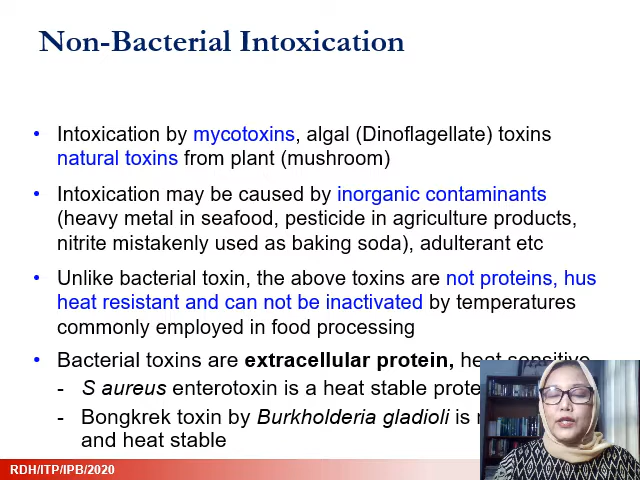 Non-Bacterial Intoxication
• Intoxication by mycotoxins, algal (Dinoflagellate) toxins
natural toxins from plant (mushroom)
• Intoxication may be caused by inorganic contaminants
(heavy metal in seafood, pesticide in agriculture products,
nitrite mistakenly used as baking soda), adulterant etc
• Unlike bacterial toxin, the above toxins are not proteins, hus
heat resistant and can not be inactivated by temperatures
commonly employed in food processing
• Bacterial toxins are extracellular protein, heat sensitive
- S aureus enterotoxin is a heat stable
- Bongkrek toxin by Burkholderia gladioli is
and heat stable
RDH/ITP/IPB/2020